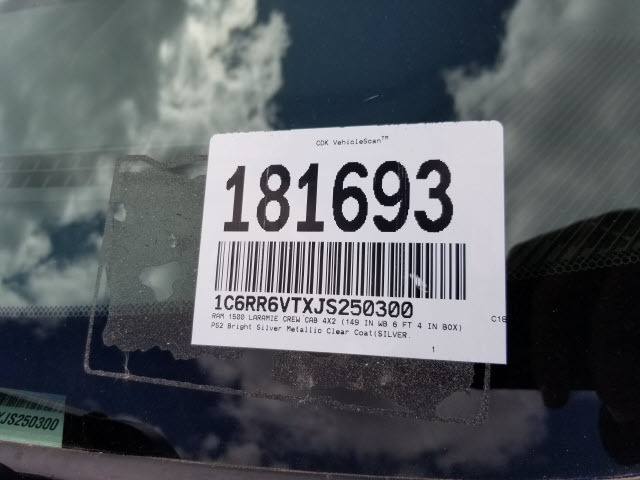 CDK VehicleScan™
181693
1C6RR6VTXJS250300
RAM 1500 LARAMIE CREW CAB 4X2 (149 IN WB 6 FT 4 IN BOX)
PS2 Bright Silver Metallic Clear Coat(SILVER.
1
XJS250300